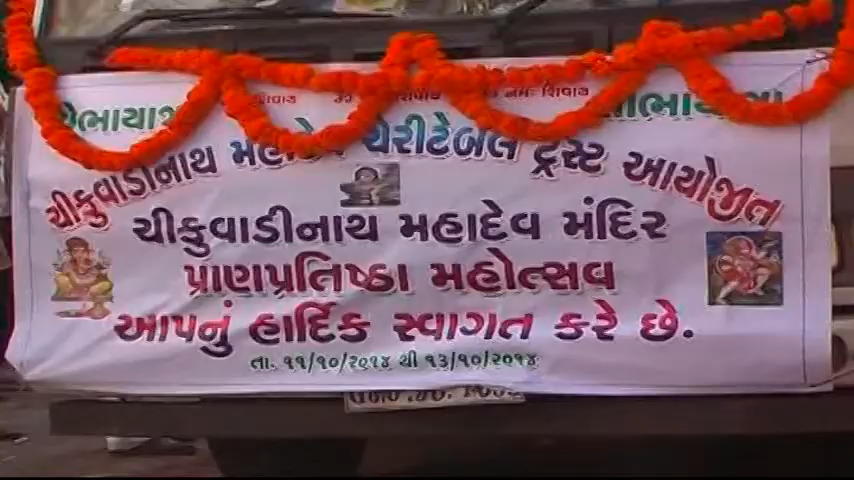 શોભાયાત્રા ૐ નમઃ શિવાય શોભાયાત્રા
ચીકુવાડીનાથ મહાદેવ ચેરીટેબલ ટ્રસ્ટ આયોજીત
ચીકુવાડીનાથ મહાદેવ મંદિર
પ્રાણપ્રતિષ્ઠા મહોત્સવ
આપનું હાર્દિક સ્વાગત કરે છે.
તા. ૧૧/૧૦/૨૦૧૪ થી ૧૩/૧૦/૨૦૧૪